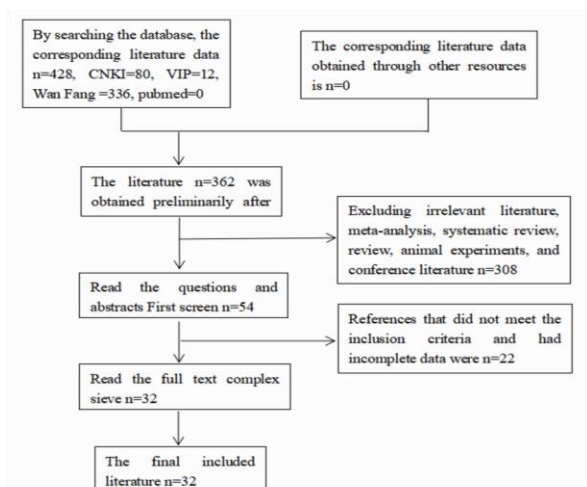 By searching the database, the
corresponding literature data
n=428, CNKI=80, VIP=12,
Wan Fang =336, pubmed=0
The corresponding literature data
obtained through other resources
is n=0
The literature n=362 was
obtained preliminarily after
Excluding irrelevant literature,
meta-analysis, systematic review,
review, animal experiments, and
conference literature n=308
Read the questions and
abstracts First screen n=54
References that did not meet the
inclusion criteria and had
incomplete data were n=22
Read the full text complex
sieve n=32
The final included
literature n=32